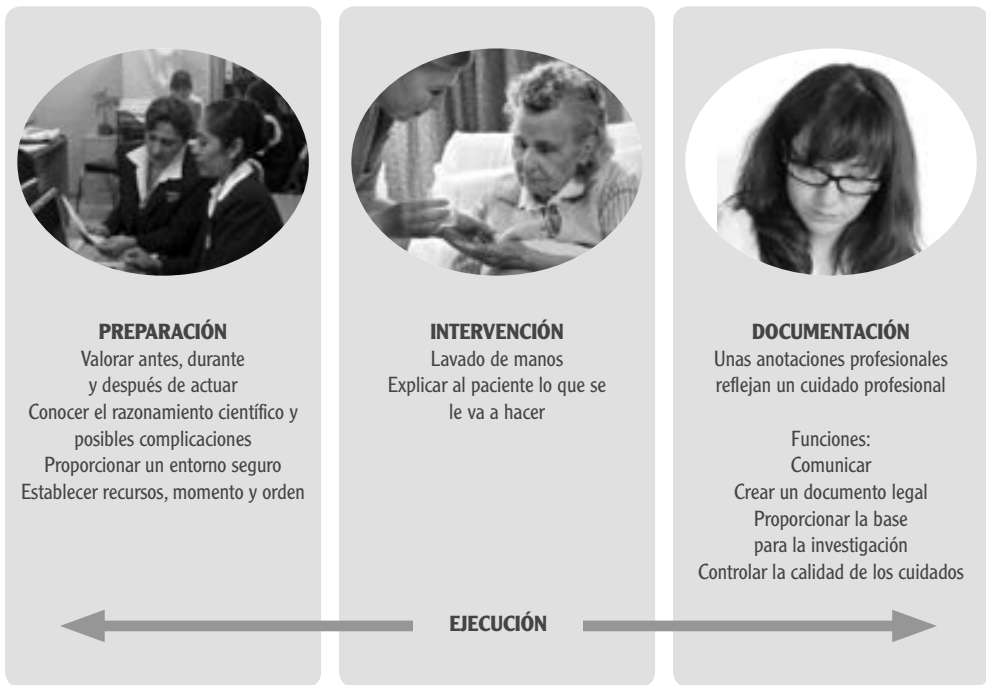 PREPARACIÓN
Valorar antes, durante
y después de actuar
Conocer el razonamiento científico y
posibles complicaciones
Proporcionar un entorno seguro
Establecer recursos, momento y orden
INTERVENCIÓN
Lavado de manos
Explicar al paciente lo que se
le va a hacer
DOCUMENTACIÓN
Unas anotaciones profesionales
reflejan un cuidado profesional
Funciones:
Comunicar
Crear un documento legal
Proporcionar la base
para la investigación
Controlar la calidad de los cuidados
EJECUCIÓN